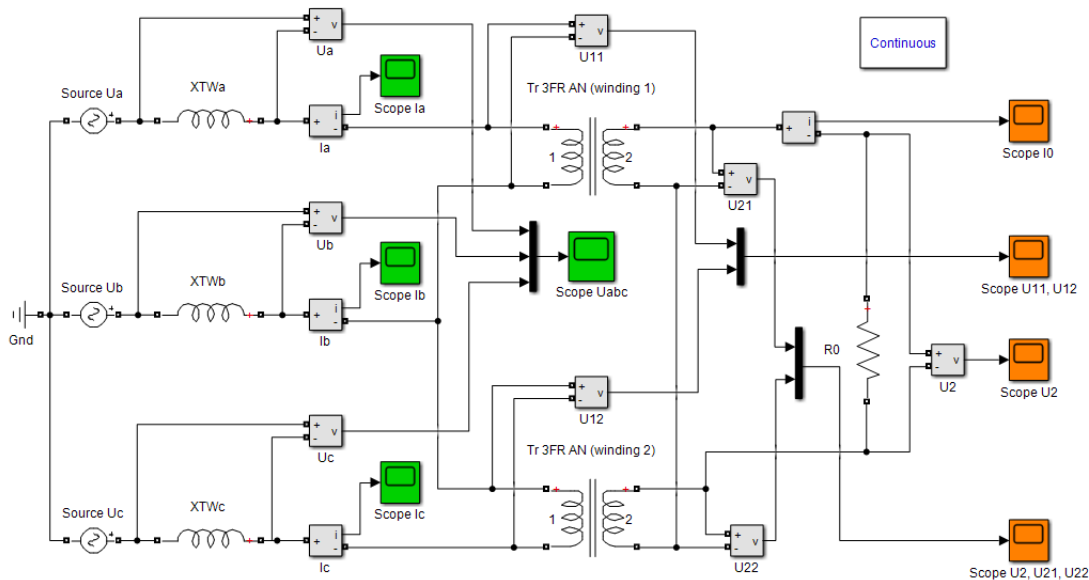 +
-
v
Ua
Source Ua
XTWa
+
+
+
-
i
Ia
Scope Ia
+
-
v
U11
Continuous
Tr 3FR AN (winding 1)
+
1
+
2
+
-
i
Scope I0
+
-
v
U21
+
-
v
Ub
Source Ub
XTWb
+
+
+
-
i
Ib
Scope Ib
Gnd
Scope Uabc
Scope U11, U12
+
R0
+
-
v
U2
Scope U2
+
-
v
U12
+
-
v
Uc
Source Uc
XTWc
+
+
+
-
i
Ic
Scope Ic
Tr 3FR AN (winding 2)
+
1
+
2
+
-
v
U22
Scope U2, U21, U22